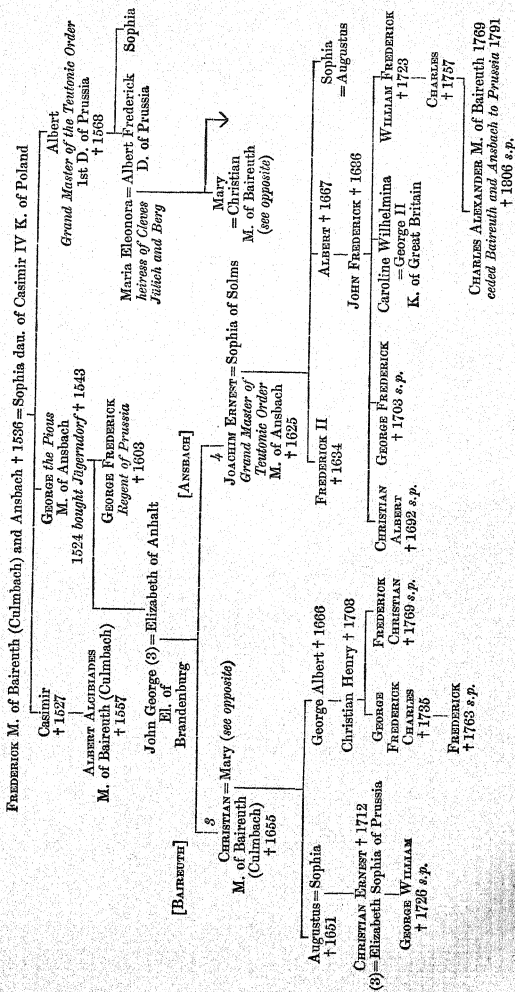 FREDERICK M. of Baireuth (Culmbach) and Ansbach † 1536 = Sophia dau. of Casimir IV K. of Poland
Casimir
† 1527
GEORGE the Pious
M. of Ansbach
1524 bought Jägerndorf † 1543
Albert
Grand Master of the Teutonic Order
1st D. of Prussia
† 1568
ALBERT ALCIBIADES
M. of Baireuth (Culmbach)
† 1557
GEORGE FREDERICK
Regent of Prussia
† 1603
Maria Eleonora = Albert Frederick
heiress of Cleves
Jülich and Berg
D. of Prussia
Sophia
John George (3) = Elizabeth of Anhalt
El. of
Brandenburg
Mary
= Christian
M. of Baireuth
(see opposite)
[BAIREUTH]
[ANSBACH]
3
CHRISTIAN = Mary (see opposite)
M. of Baireuth
(Culmbach)
† 1655
4
JOACHIM ERNEST = Sophia of Solms
Grand Master of
Teutonic Order
M. of Ansbach
† 1625
Augustus = Sophia
† 1651
George Albert † 1666
FREDERICK II
† 1634
ALBERT † 1667
Sophia
= Augustus
CHRISTIAN ERNEST † 1712
(3) = Elizabeth Sophia of Prussia
Christian Henry † 1708
JOHN FREDERICK † 1686
GEORGE WILLIAM
† 1726 s.p.
GEORGE
FREDERICK
CHARLES
† 1735
FREDERICK
CHRISTIAN
† 1769 s.p.
CHRISTIAN
ALBERT
† 1692 s.p.
GEORGE FREDERICK
† 1703 s.p.
Caroline Wilhelmina
= George II
K. of Great Britain
WILLIAM FREDERICK
† 1723
FREDERICK
† 1763 s.p.
CHARLES
† 1757
CHARLES ALEXANDER M. of Baireuth 1769
ceded Baireuth and Ansbach to Prussia 1791
† 1806 s.p.